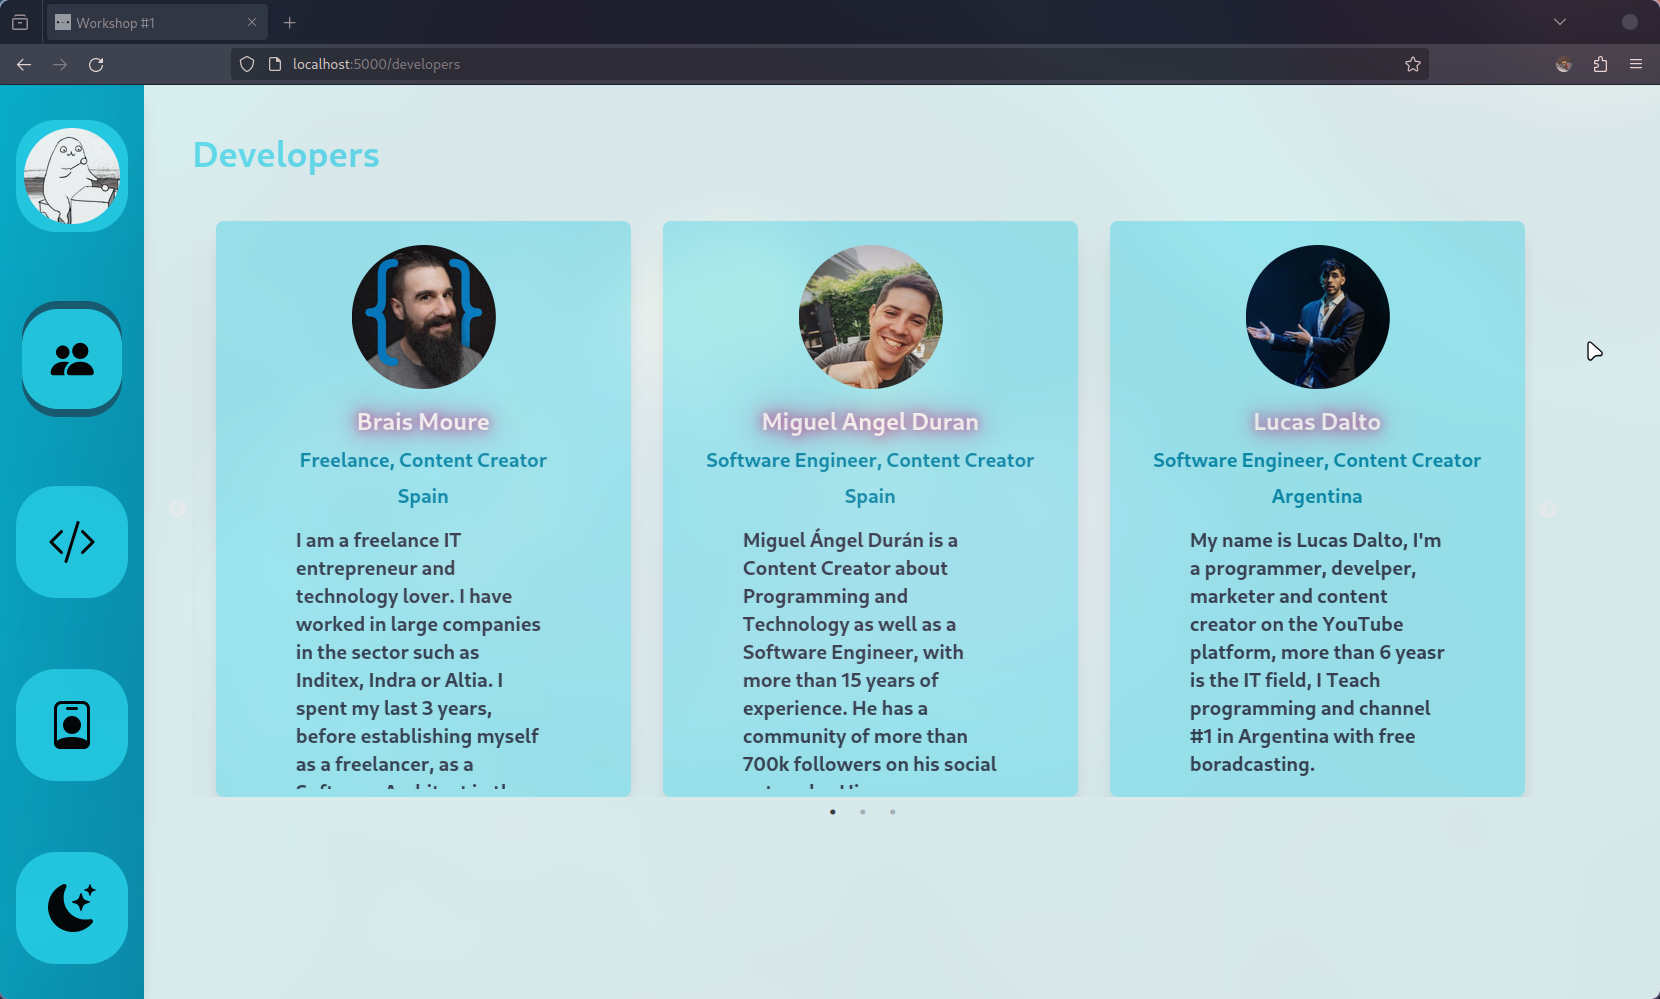 Workshop #1
localhost:5000/developers
Developers
Brais Moure
Freelance, Content Creator
Spain
I am a freelance IT
entrepreneur and
technology lover. I have
worked in large companies
in the sector such as
Inditex, Indra or Altia. I
spent my last 3 years,
before establishing myself
as a freelancer, as a
Miguel Angel Duran
Software Engineer, Content Creator
Spain
Miguel Ángel Durán is a
Content Creator about
Programming and
Technology as well as a
Software Engineer, with
more than 15 years of
experience. He has a
community of more than
700k followers on his social
Lucas Dalto
Software Engineer, Content Creator
Argentina
My name is Lucas Dalto, I'm
a programmer, develper,
marketer and content
creator on the YouTube
platform, more than 6 yeasr
is the IT field, I Teach
programming and channel
#1 in Argentina with free
boradcasting.